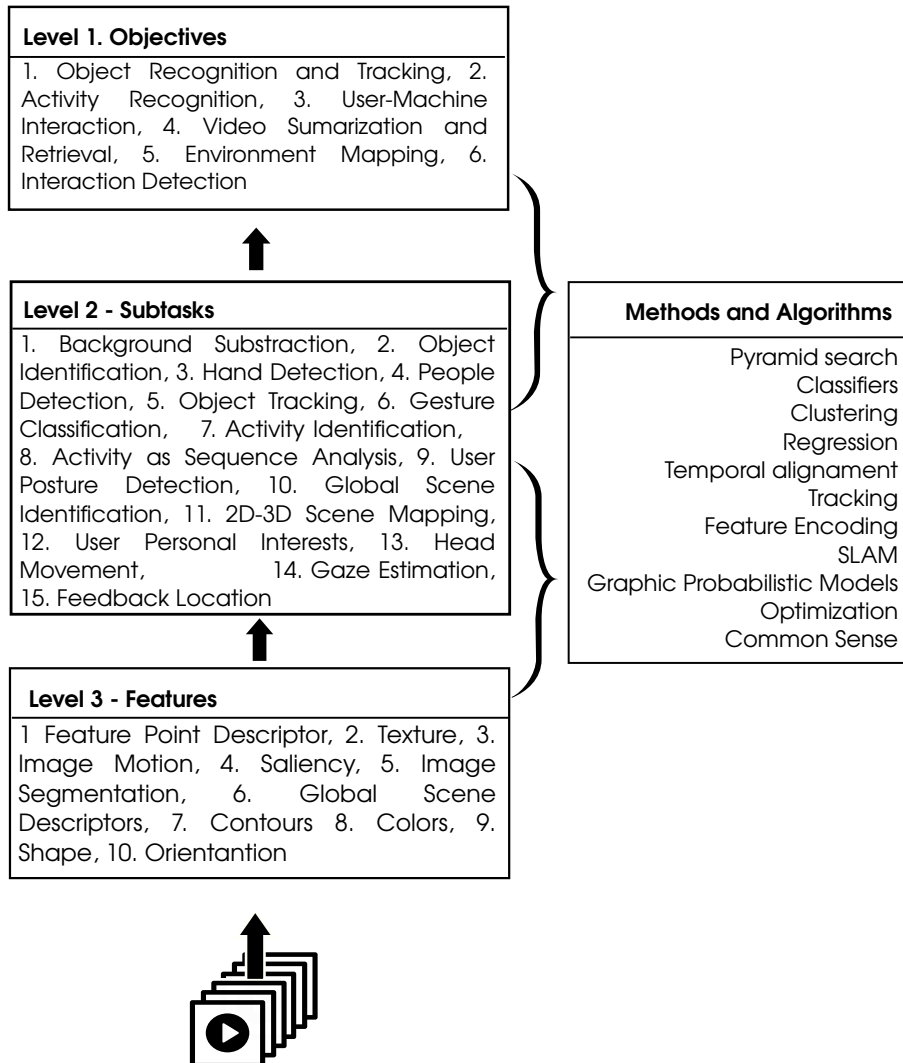 Level 1. Objectives
1. Object Recognition and Tracking, 2.
Activity Recognition, 3. User-Machine
Interaction, 4. Video Sumarization and
Retrieval, 5. Environment Mapping, 6.
Interaction Detection
Level 2 - Subtasks
1. Background Substraction, 2. Object
Identification, 3. Hand Detection, 4. People
Detection, 5. Object Tracking, 6. Gesture
Classification, 7. Activity Identification,
8. Activity as Sequence Analysis, 9. User
Posture Detection, 10. Global Scene
Identification, 11. 2D-3D Scene Mapping,
12. User Personal Interests, 13. Head
Movement, 14. Gaze Estimation,
15. Feedback Location
Methods and Algorithms
Pyramid search
Classifiers
Clustering
Regression
Temporal alignament
Tracking
Feature Encoding
SLAM
Graphic Probabilistic Models
Optimization
Common Sense
Level 3 - Features
1 Feature Point Descriptor, 2. Texture, 3.
Image Motion, 4. Saliency, 5. Image
Segmentation, 6. Global Scene
Descriptors, 7. Contours 8. Colors, 9.
Shape, 10. Orientantion